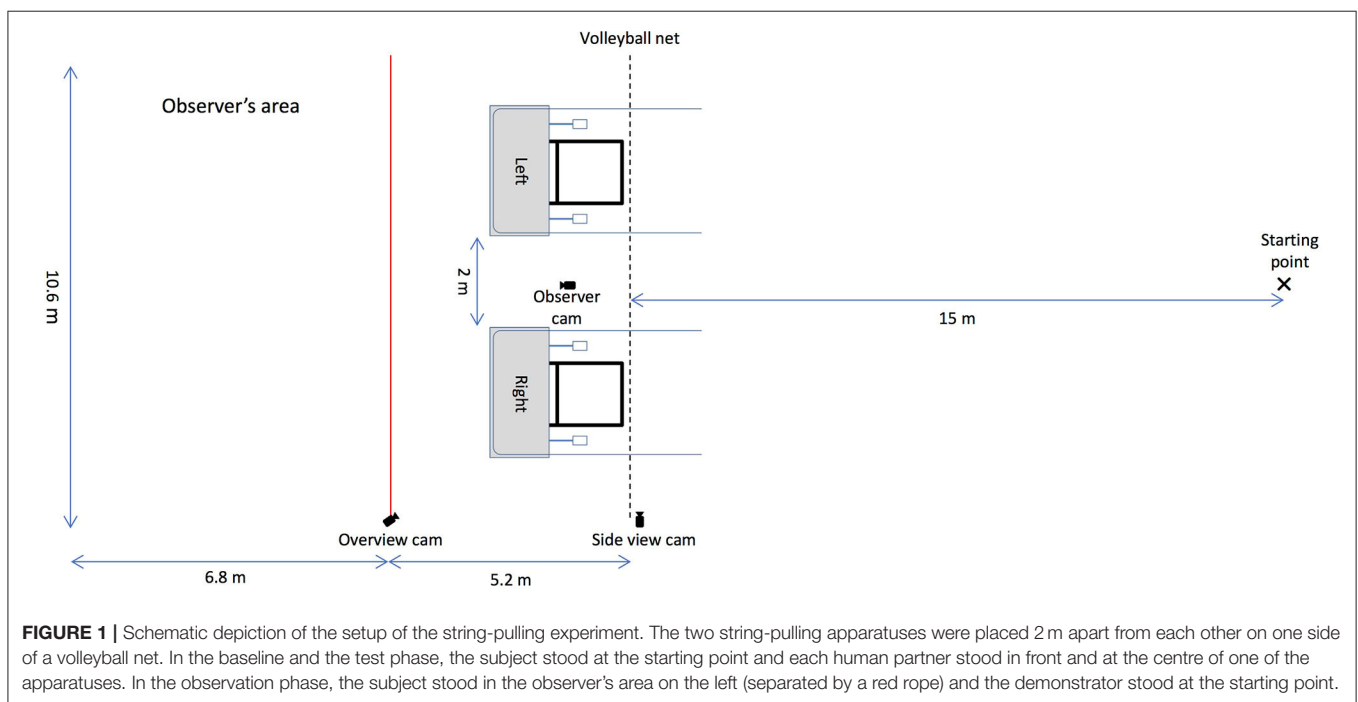 Volleyball net
Observer's area
Left
Starting
point
10.6 m
2 m
Observer
cam
15 m
Right
Overview cam
Side view cam
6.8 m
5.2 m
FIGURE 1 | Schematic depiction of the setup of the string-pulling experiment. The two string-pulling apparatuses were placed 2 m apart from each other on one side
of a volleyball net. In the baseline and the test phase, the subject stood at the starting point and each human partner stood in front and at the centre of one of the
apparatuses. In the observation phase, the subject stood in the observer's area on the left (separated by a red rope) and the demonstrator stood at the starting point.